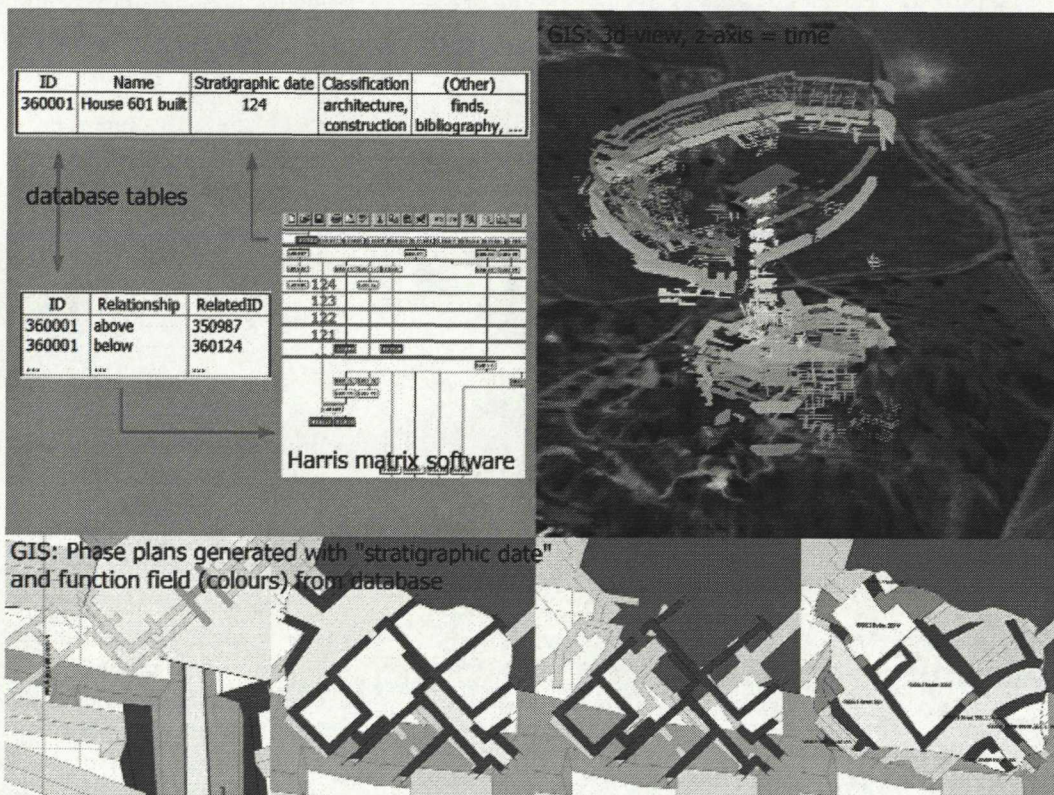 GIS: 3d-view, z-axis = time
ID Name Stratigraphic date Classification (Other)
360001 House 601 built 124 architecture, finds,
construction bibliography, ...
database tables
124
123
122
121
ID Relationship RelatedID
360001 above 350987
360001 below 360124
... ... ...
Harris matrix software
GIS: Phase plans generated with "stratigraphic date"
and function field (colours) from database